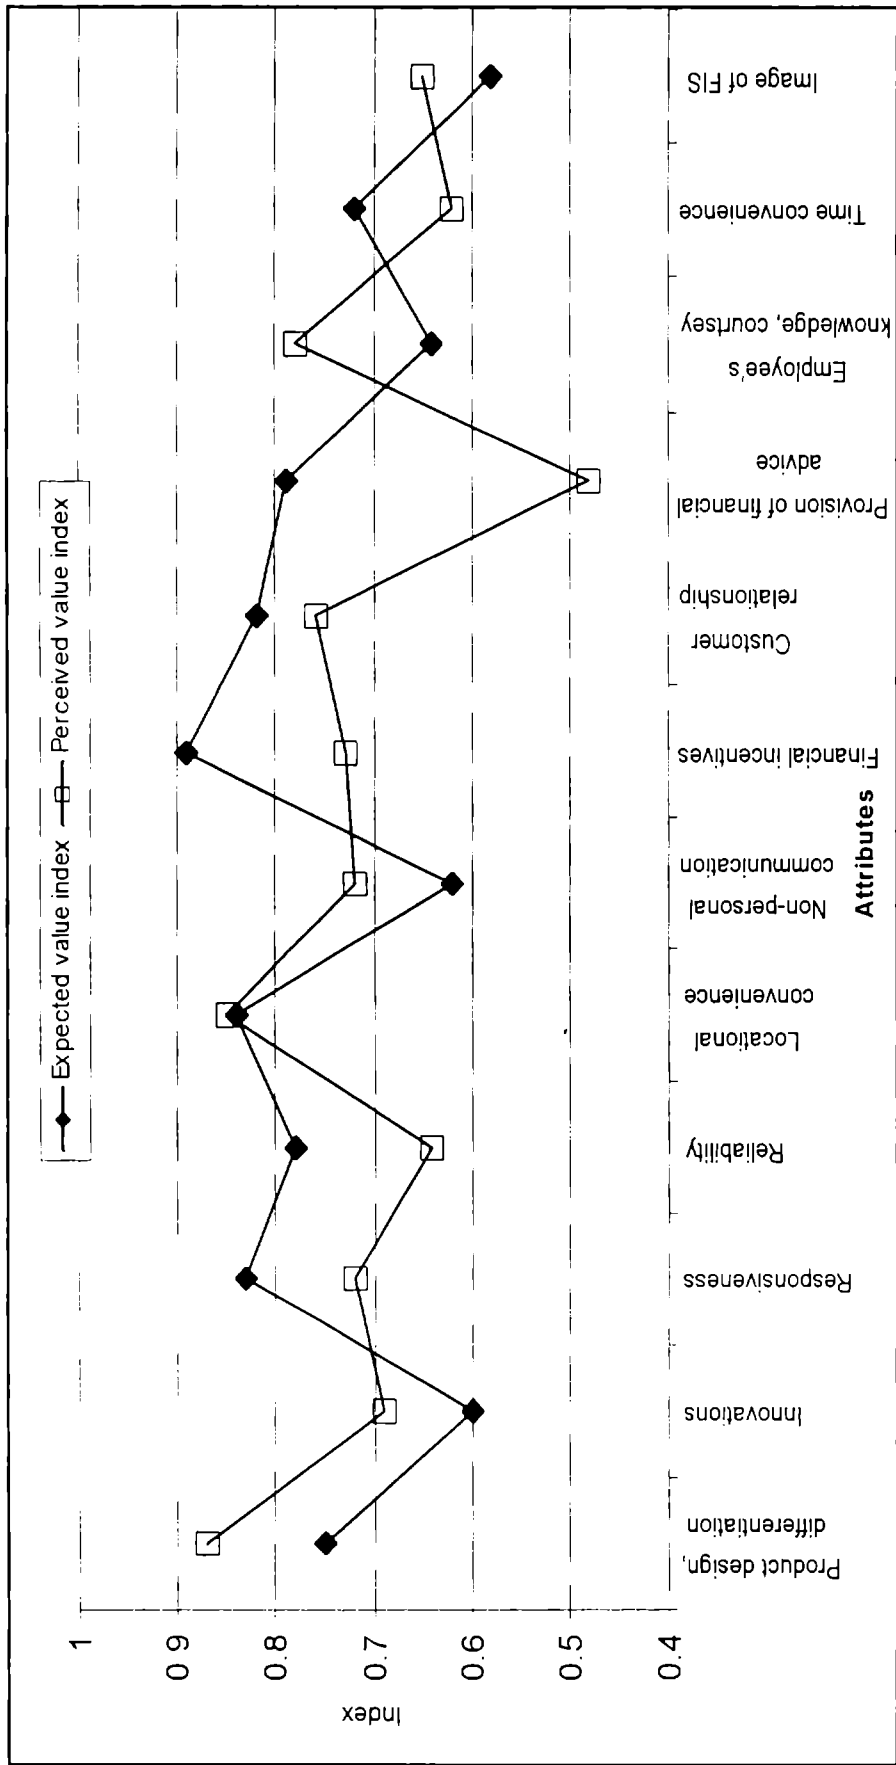 Expected value index
Perceived value index
1
0.9
0.8
0.7
0.6
0.5
0.4
Index
Product design,
differentiation
Innovations
Responsiveness
Reliability
Locational
convenience
Non-personal
communication
Financial incentives
Customer
relationship
Provision of financial
advice
Employee's
knowledge, courtsey
Time convenience
Image of FIS
Attributes